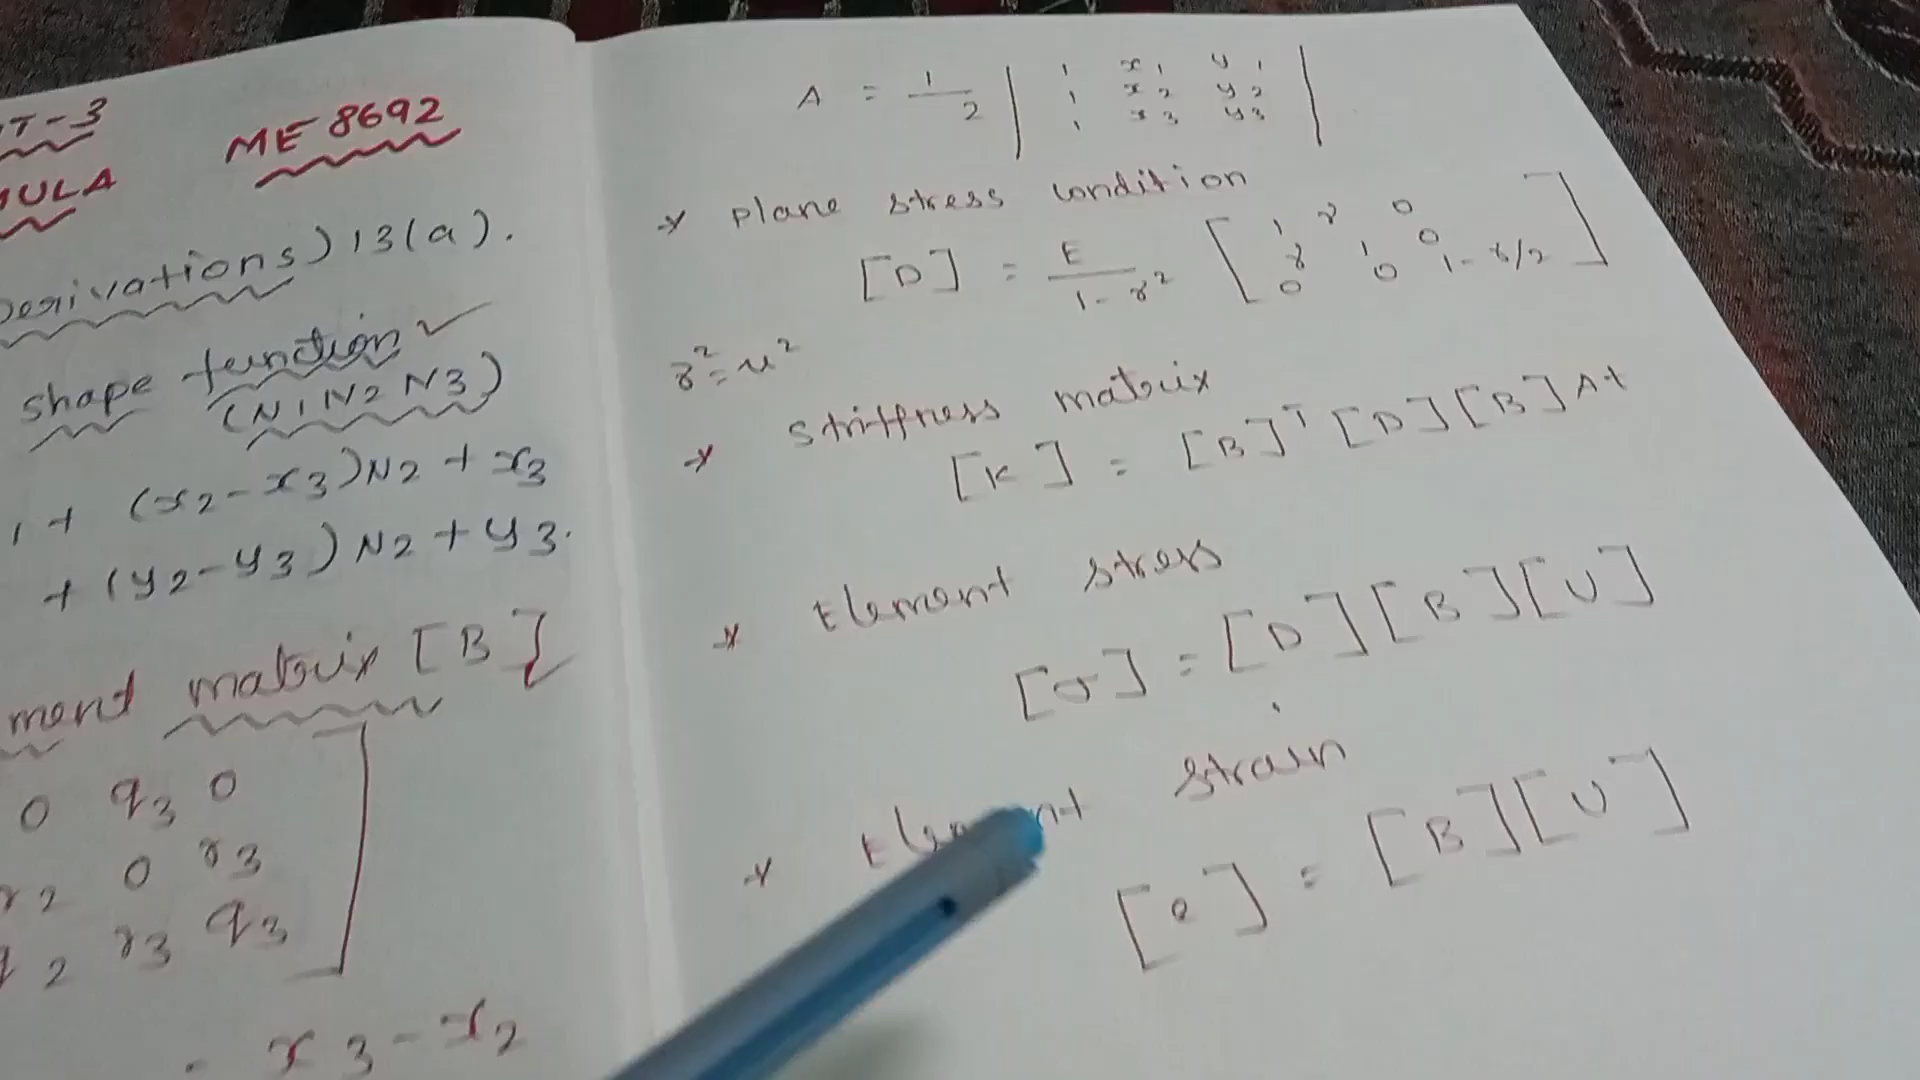 T-3
ME 8692
MULA
Derivations) 13(a).
shape function ✓
(N1 N2 N3)
1 + (x2-x3)N2 + x3
+ (y2-y3)N2 + y3.
ment matrix [B]
0 q3 0
r2 0 r3
2 r3 q3
x3-x2
A = 1/2 | 1 x1 y1
1 x2 y2
1 x3 y3 |
Plane stress condition
[D] = E/1-γ² [ 1 γ 0
γ 1 0
0 0 1-γ/2 ]
γ²=u²
Stiffness matrix
[K] = [B]ᵀ [D] [B] A.t
Element stress
[σ] = [D] [B] [U]
Element strain
[e] = [B] [U]